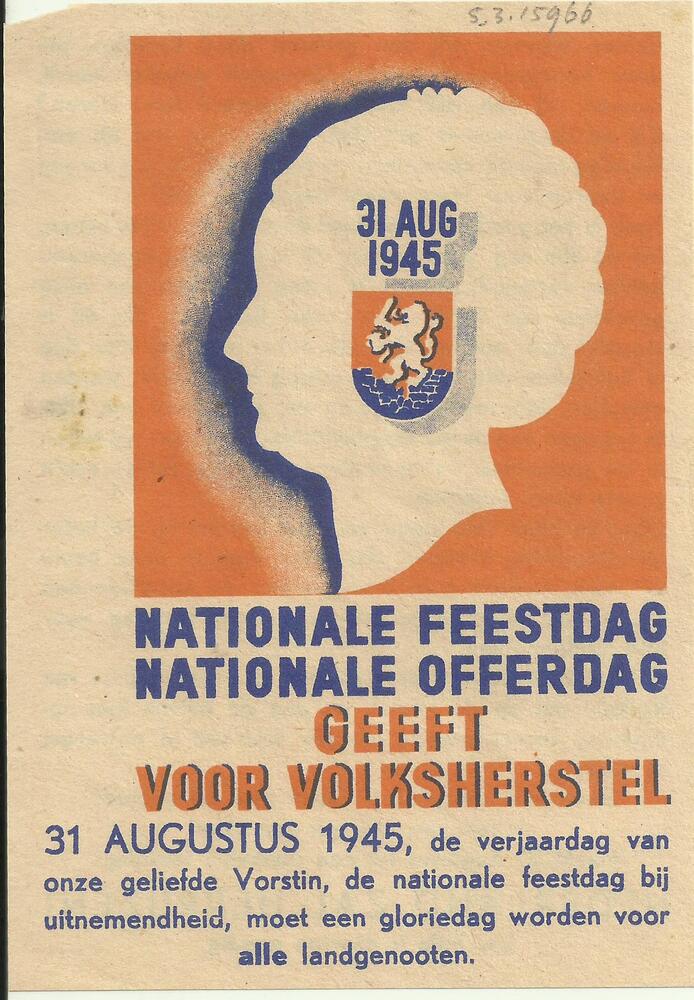 5.3.15966
31 AUG
1945
NATIONALE FEESTDAG
NATIONALE OFFERDAG
GEEFT
VOOR VOLKSHERSTEL
31 AUGUSTUS 1945, de verjaardag van
onze geliefde Vorstin, de nationale feestdag bij
uitnemendheid, moet een gloriedag worden voor
alle landgenooten.